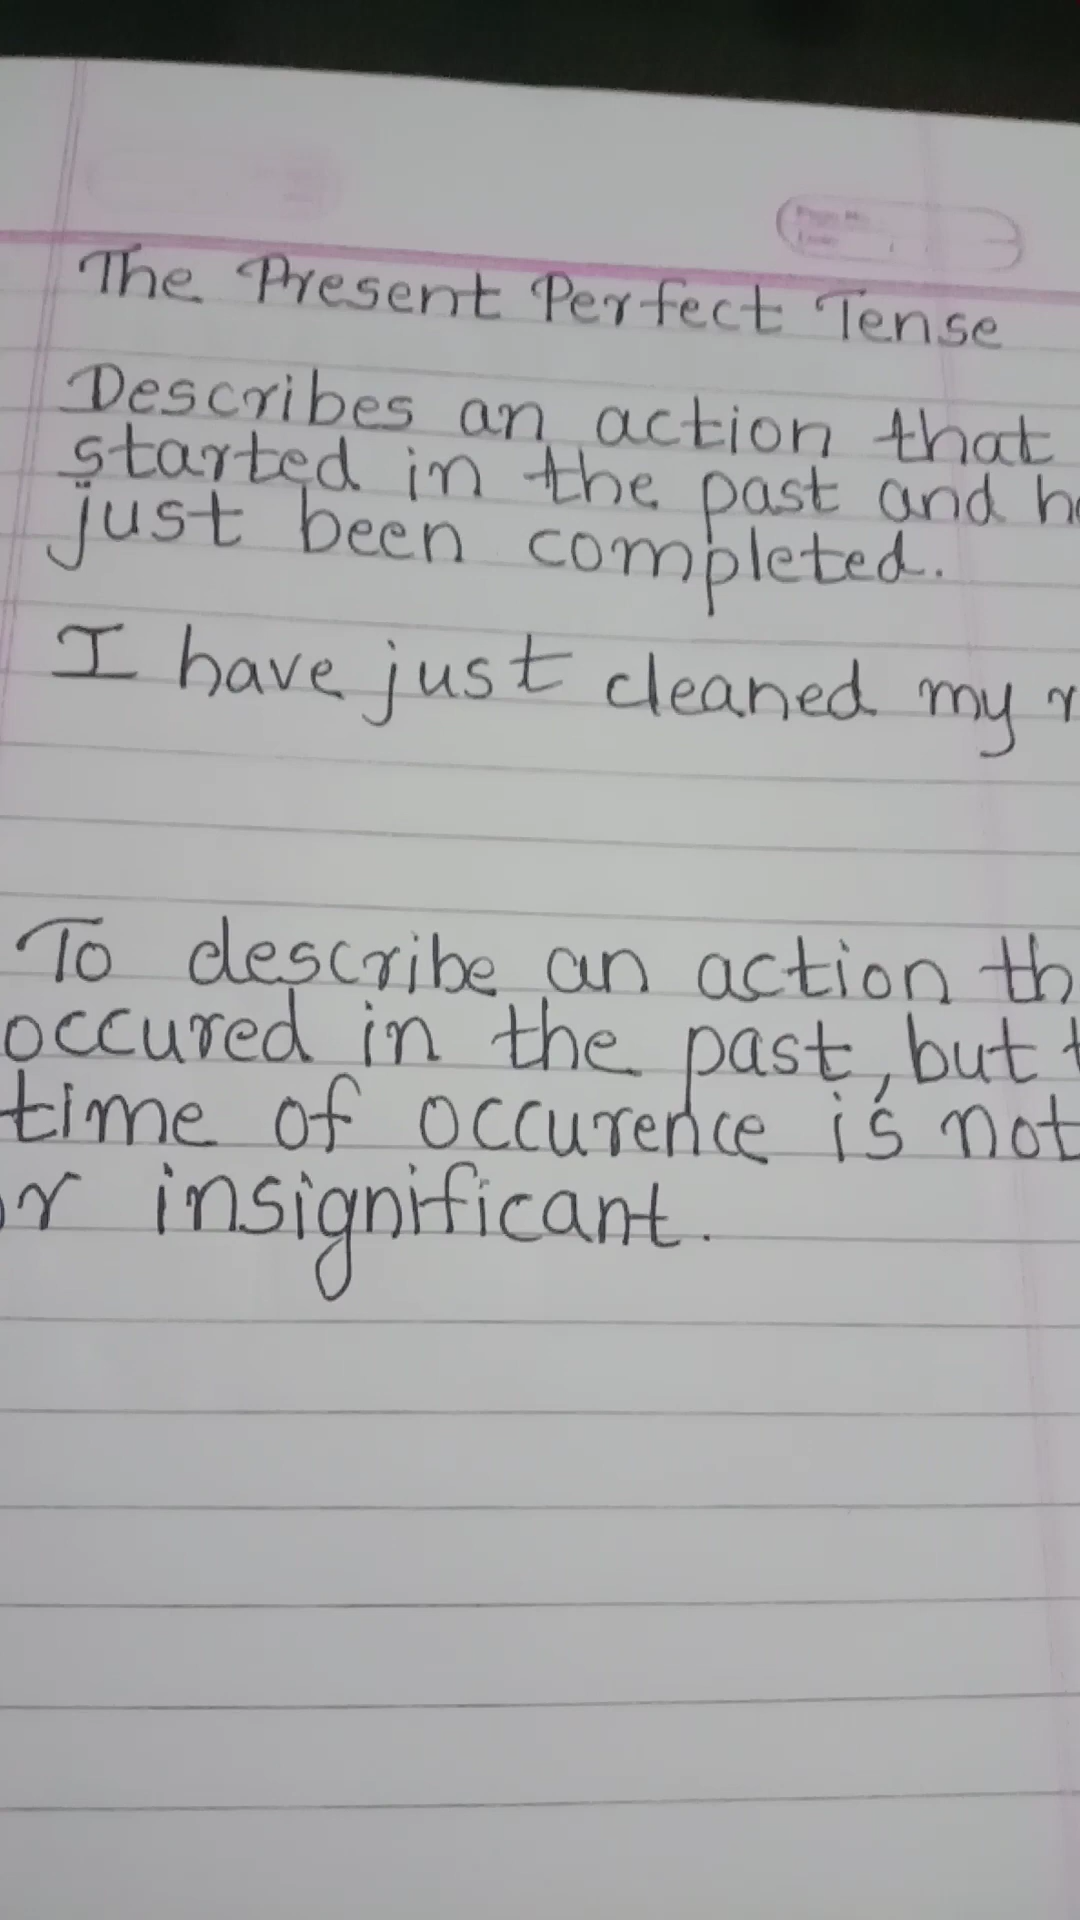 The Present Perfect Tense
Describes an action that
started in the past and
just been completed.
I have just cleaned my
To describe an action
occured in the past, but
time of occurence is not
insignificant.